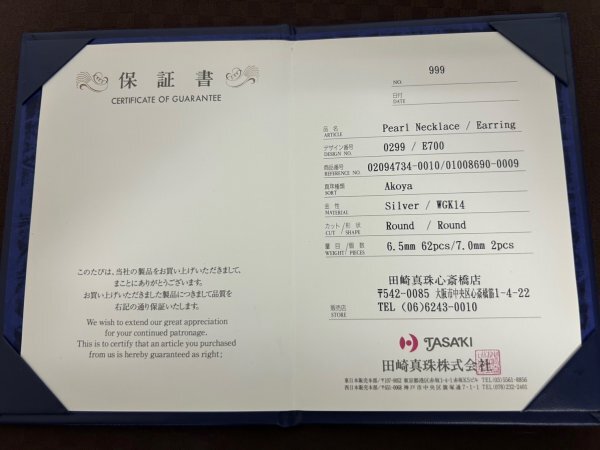 保証書
CERTIFICATE OF GUARANTEE
このたびは、当社の製品をお買い上げいただきまして、
まことにありがとうございます。
お買い上げいただきました製品につきまして品質を
右記の通り保証いたします。
We wish to extend our great appreciation
for your continued patronage.
This is to certify that an article you purchased
from us is hereby guaranteed as right;
NO. 999
日付
DATE
品名
ARTICLE Pearl Necklace / Earring
デザイン番号
DESIGN NO. 0299 / E700
商品番号
REFERENCE NO. 02094734-0010/01008690-0009
真珠種類
SORT Akoya
MATERIAL Silver / WGK14
カット/形状
CUT / SHAPE Round / Round
量目/個数
WEIGHT / PIECES 6.5mm 62pcs/7.0mm 2pcs
田崎真珠心斎橋店
〒542-0085 大阪市中央区心斎橋筋1-4-22
販売店
STORE TEL (06)6243-0010
TASAKI
田崎真珠株式会社